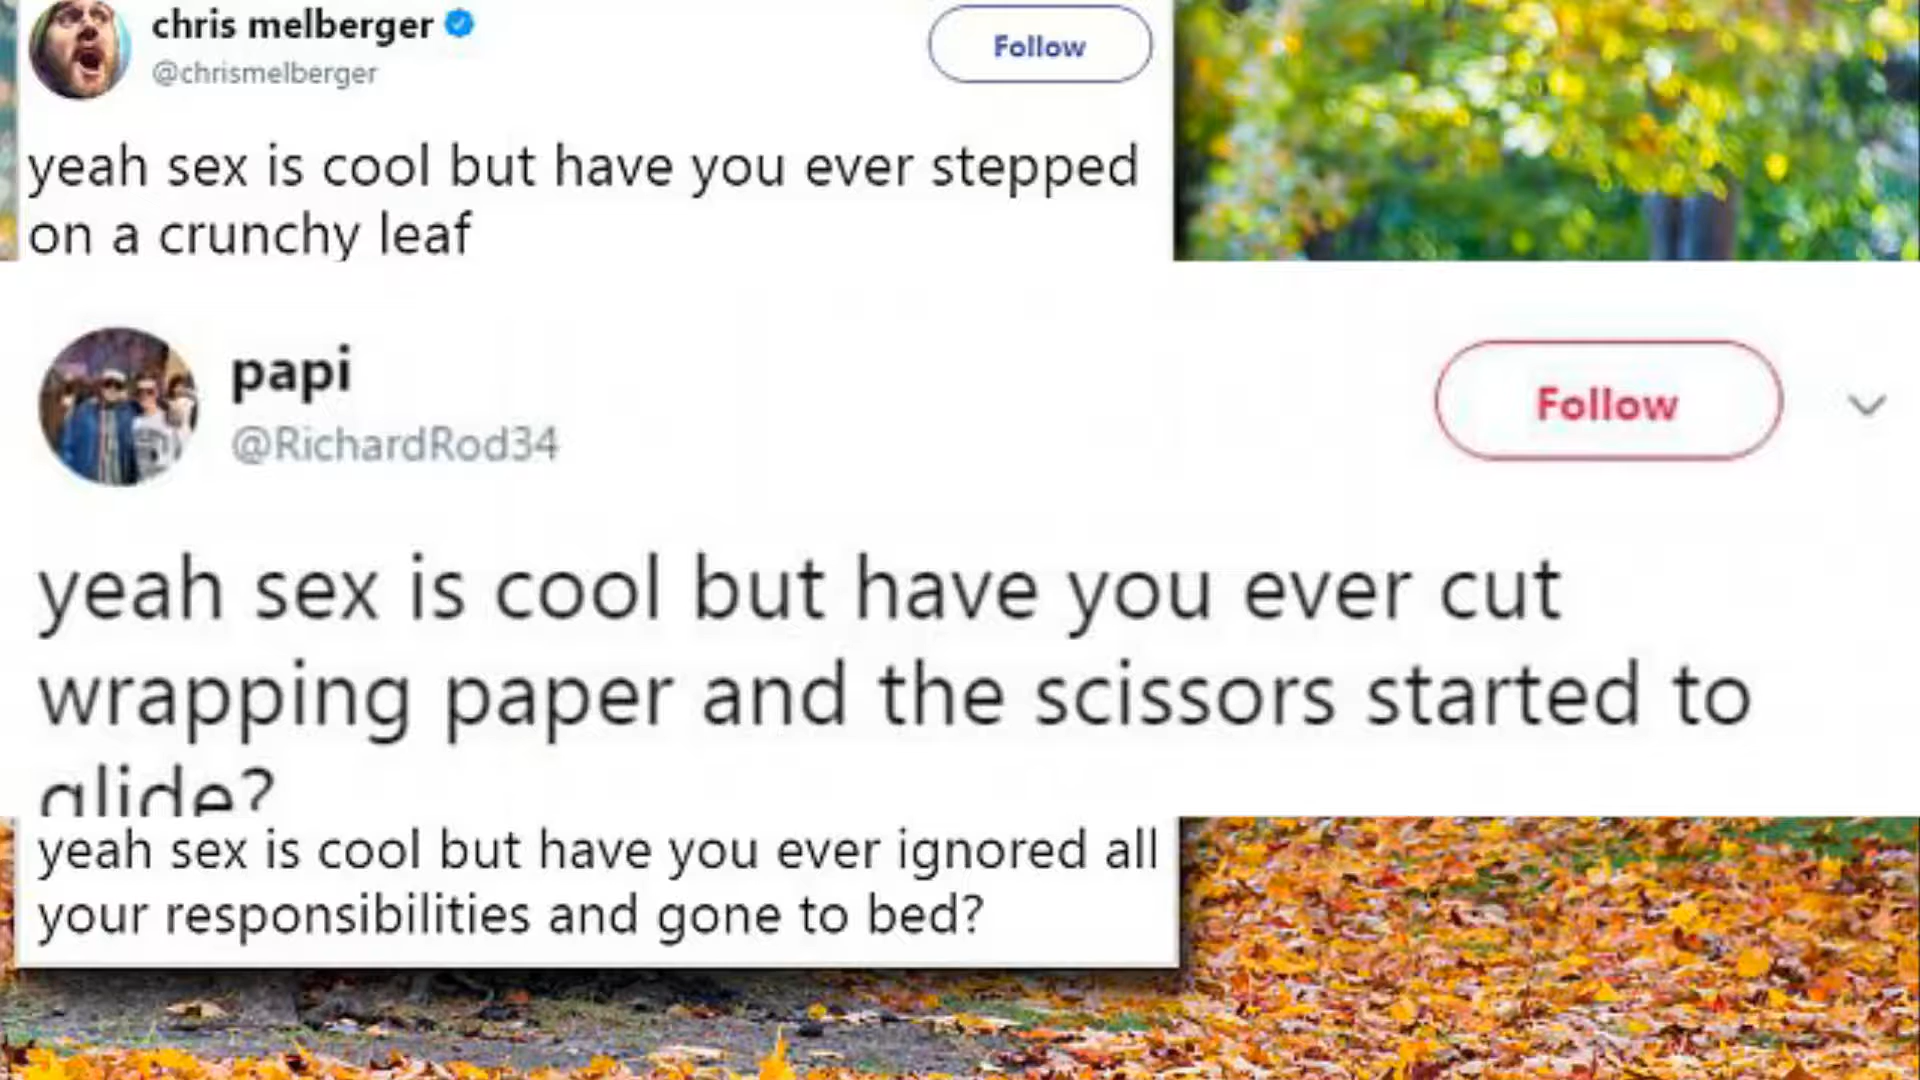 chris melberger
@chrismelberger
Follow
yeah sex is cool but have you ever stepped
on a crunchy leaf
papi
@RichardRod34
Follow
yeah sex is cool but have you ever cut
wrapping paper and the scissors started to
glide?
yeah sex is cool but have you ever ignored all
your responsibilities and gone to bed?